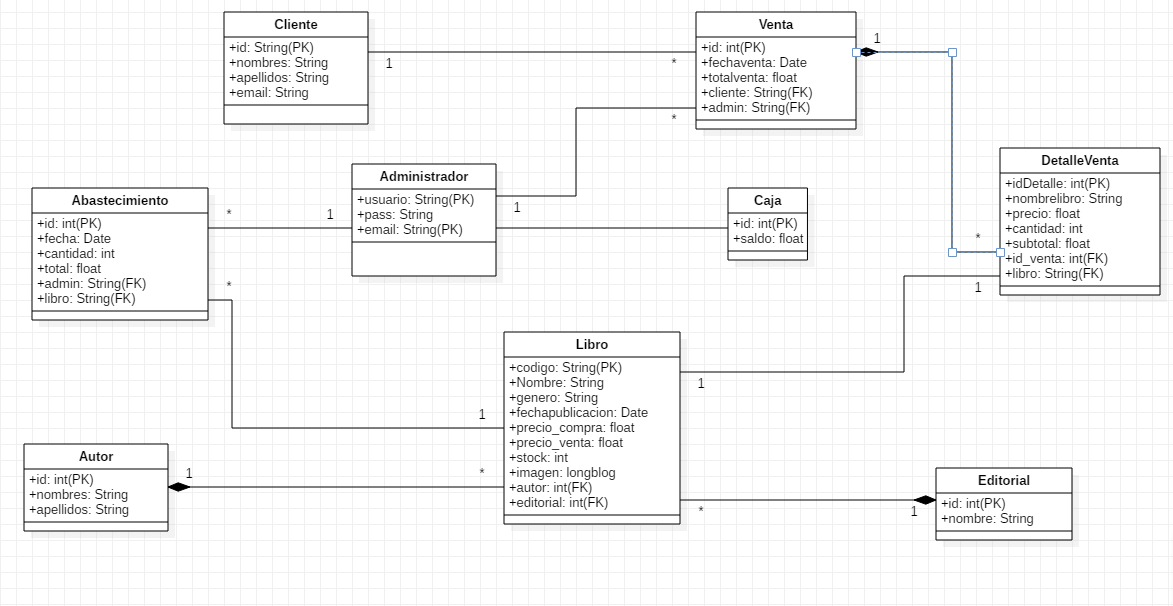 Cliente
+id: String(PK)
+nombres: String
+apellidos: String
+email: String
1
*
Venta
+id: int(PK)
+fechaventa: Date
+totalventa: float
+cliente: String(FK)
+admin: String(FK)
1
*
DetalleVenta
+idDetalle: int(PK)
+nombrelibro: String
+precio: float
+cantidad: int
+subtotal: float
+id_venta: int(FK)
+libro: String(FK)
*
1
Abastecimiento
+id: int(PK)
+fecha: Date
+cantidad: int
+total: float
+admin: String(FK)
+libro: String(FK)
*
1
*
Administrador
+usuario: String(PK)
+pass: String
+email: String(PK)
1
Caja
+id: int(PK)
+saldo: float
Libro
+codigo: String(PK)
+Nombre: String
+genero: String
+fechapublicacion: Date
+precio_compra: float
+precio_venta: float
+stock: int
+imagen: longblog
+autor: int(FK)
+editorial: int(FK)
1
1
*
*
Autor
+id: int(PK)
+nombres: String
+apellidos: String
1
Editorial
+id: int(PK)
+nombre: String
1